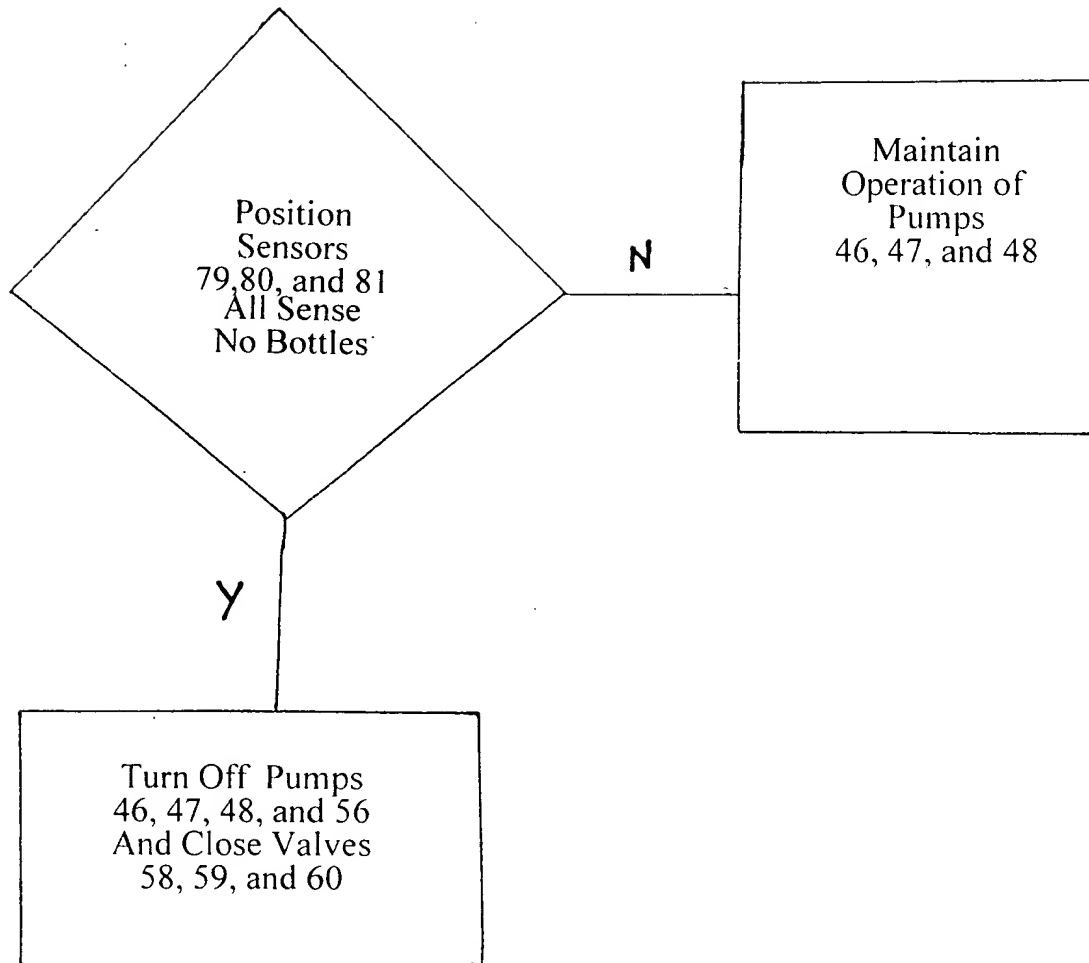 Position
Sensors
79,80, and 81
All Sense
No Bottles
N
Maintain
Operation of
Pumps
46, 47, and 48
Y
Turn Off Pumps
46, 47, 48, and 56
And Close Valves
58, 59, and 60